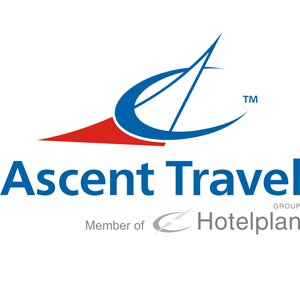 TM
Ascent Travel
GROUP
Member of Hotelplan